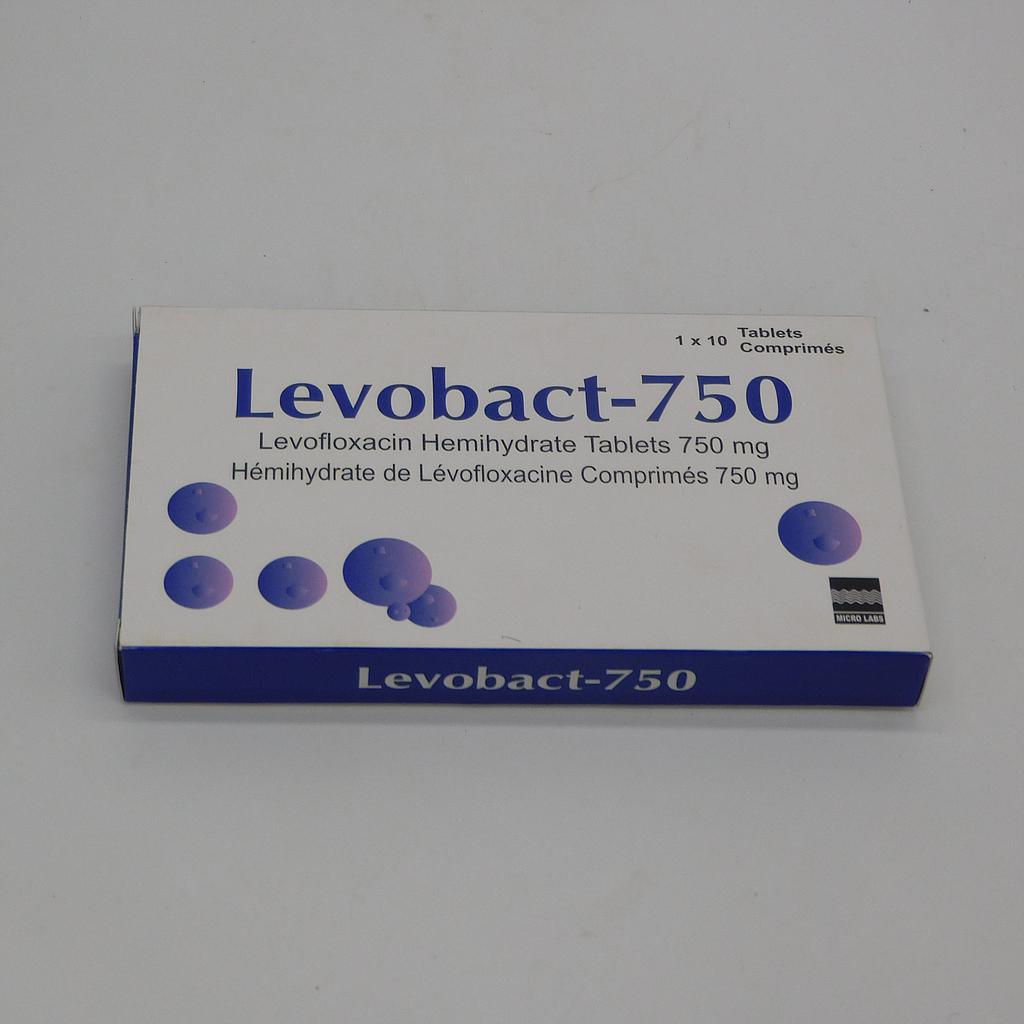 1 x 10 Tablets
Comprimés
Levobact-750
Levofloxacin Hemihydrate Tablets 750 mg
Hémihydrate de Lévofloxacine Comprimés 750 mg
MICRO LABS
Levobact-750